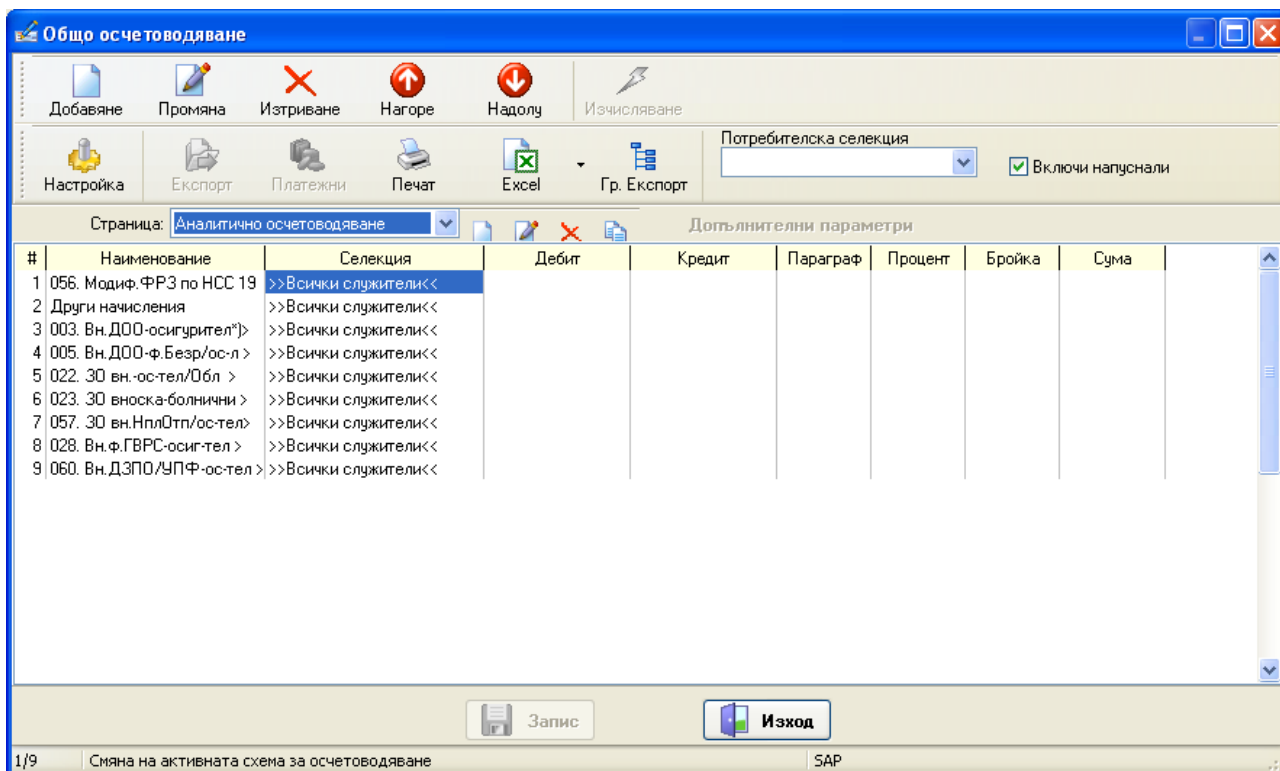 Общо осчетоводяване
Добавяне Промяна Изтриване Нагоре Надолу Изчисляване
Потребителска селекция
Настройка Експорт Платежни Печат Excel Гр. Експорт Включи напуснали
Страница: Аналитично осчетоводяване Допълнителни параметри
# Наименование Селекция Дебит Кредит Параграф Процент Бройка Сума
1 056. Модиф.ФРЗ по НСС 19 >>Всички служители<<
2 Други начисления >>Всички служители<<
3 003. Вн.ДОО-осигурител*)> >>Всички служители<<
4 005. Вн.ДОО-ф.Безр/ос-л > >>Всички служители<<
5 022. ЗО вн.-ос-тел/Обл > >>Всички служители<<
6 023. ЗО вноска-болнични > >>Всички служители<<
7 057. ЗО вн.НплОтп/ос-тел> >>Всички служители<<
8 028. Вн.ф.ГВРС-осиг-тел > >>Всички служители<<
9 060. Вн.ДЗПО/УПФ-ос-тел > >>Всички служители<<
Запис Изход
1/9 Смяна на активната схема за осчетоводяване SAP